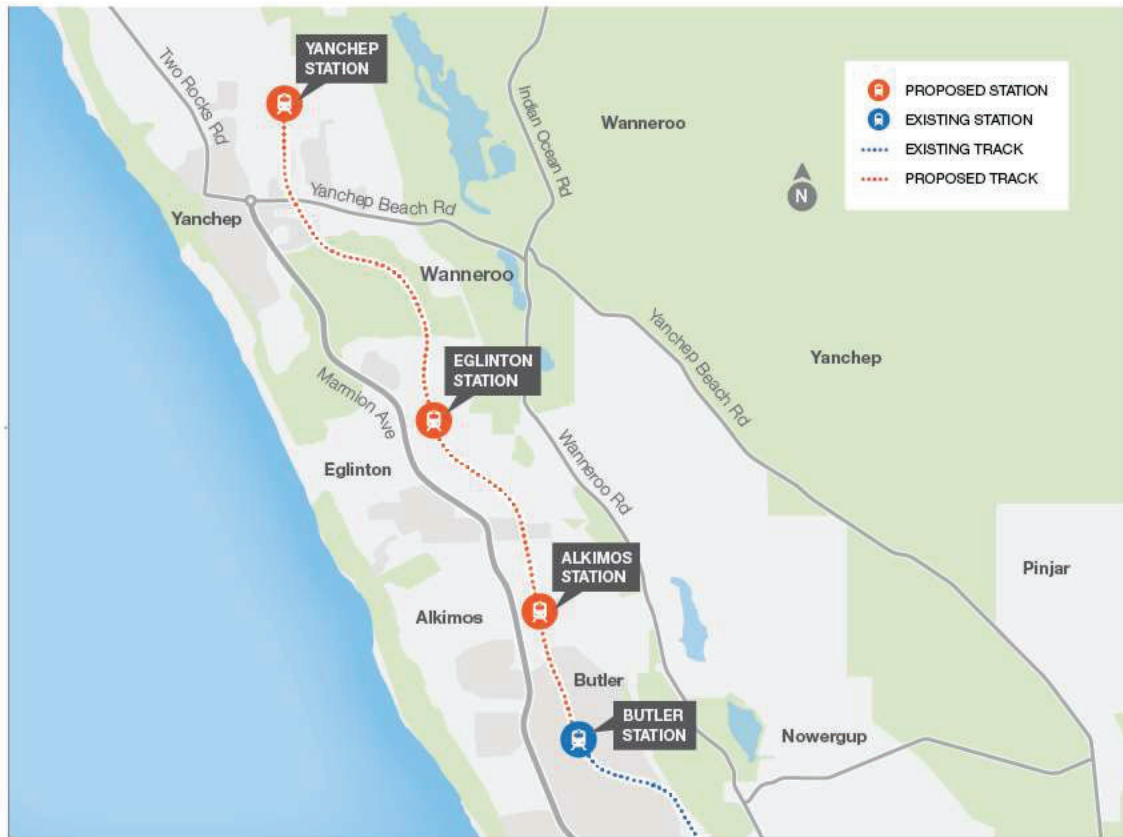 YANCHEP
STATION
Two Rocks Rd
Indian Ocean Rd
Wanneroo
PROPOSED STATION
EXISTING STATION
EXISTING TRACK
PROPOSED TRACK
N
Yanchep
Yanchep Beach Rd
Wanneroo
EGLINTON
STATION
Marmion Ave
Yanchep Beach Rd
Yanchep
Eglinton
Wanneroo Rd
ALKIMOS
STATION
Pinjar
Alkimos
Butler
BUTLER
STATION
Nowergup